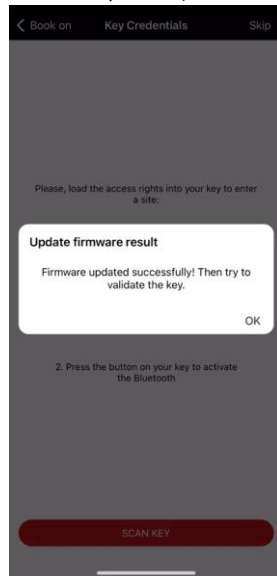 Book on Key Credentials Skip
Please, load the access rights into your key to enter
a site:
Update firmware result
Firmware updated successfully! Then try to
validate the key.
OK
2. Press the button on your key to activate
the Bluetooth
SCAN KEY